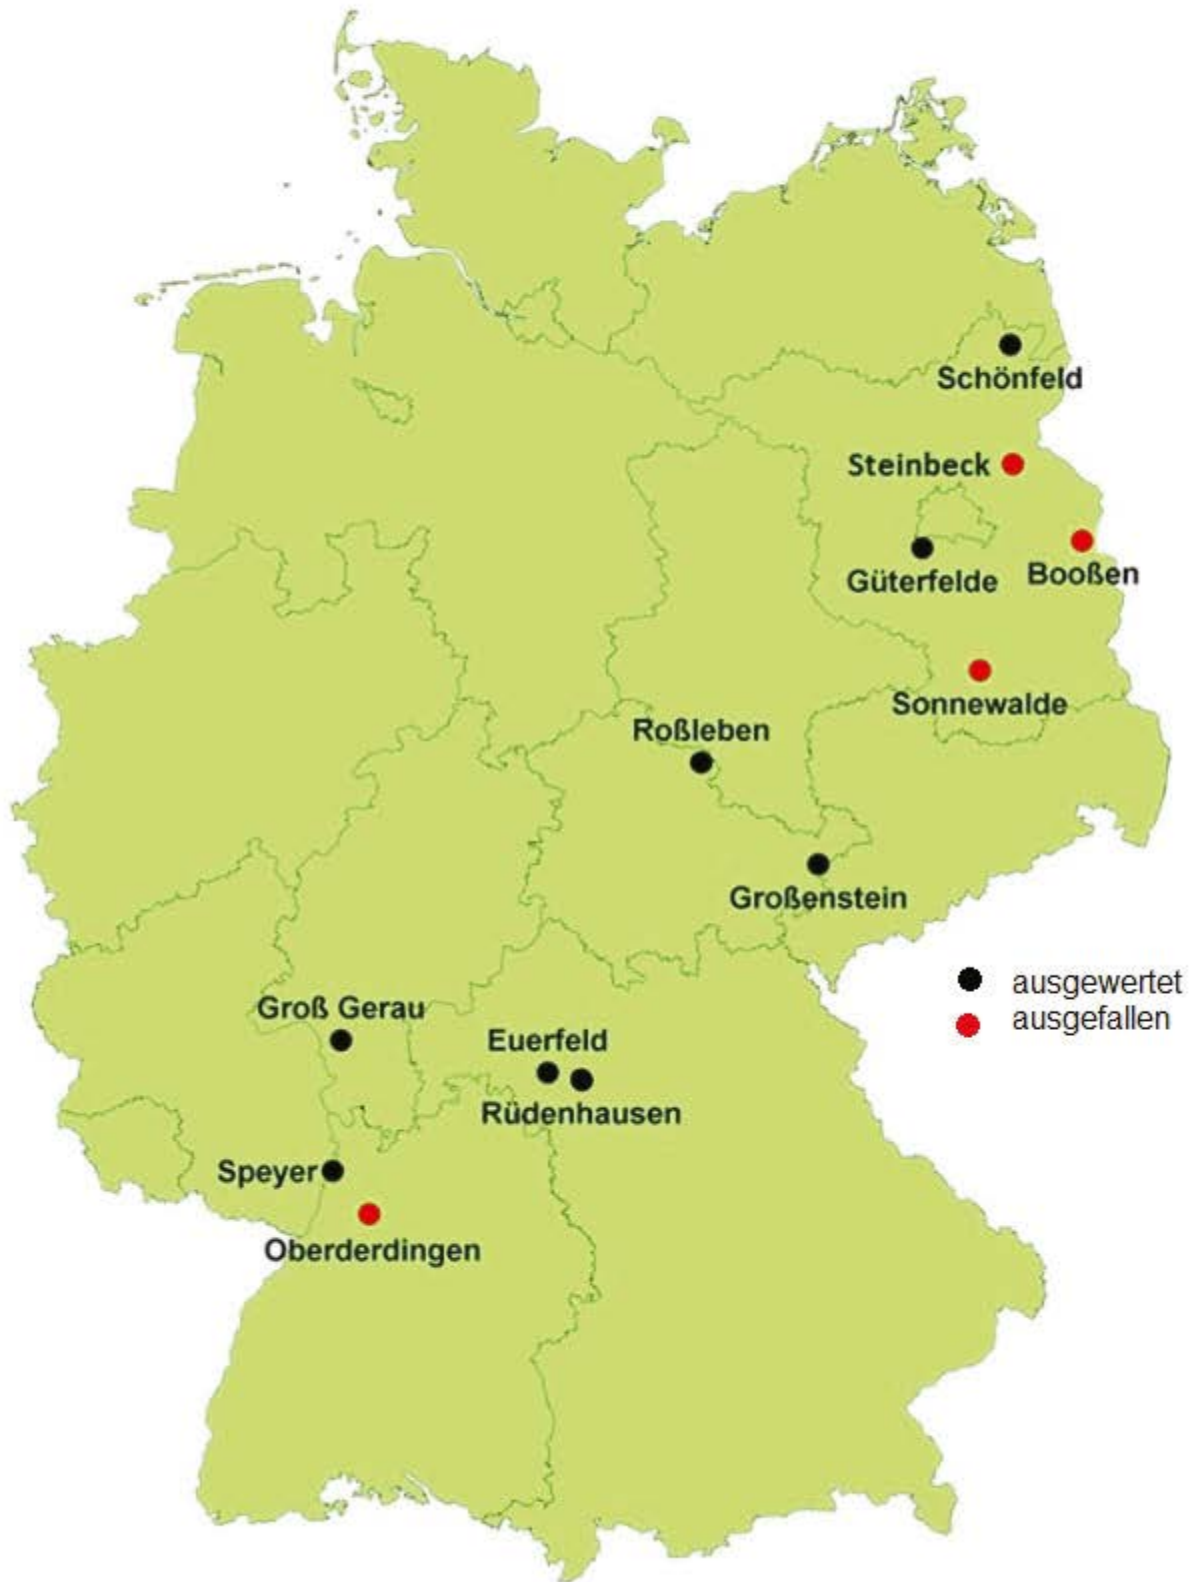 Schönfeld
Steinbeck
Güterfelde
Booßen
Sonnewalde
Roßleben
Großenstein
ausgewertet
ausgefallen
Groß Gerau
Euerfeld
Rüdenhausen
Speyer
Oberderdingen